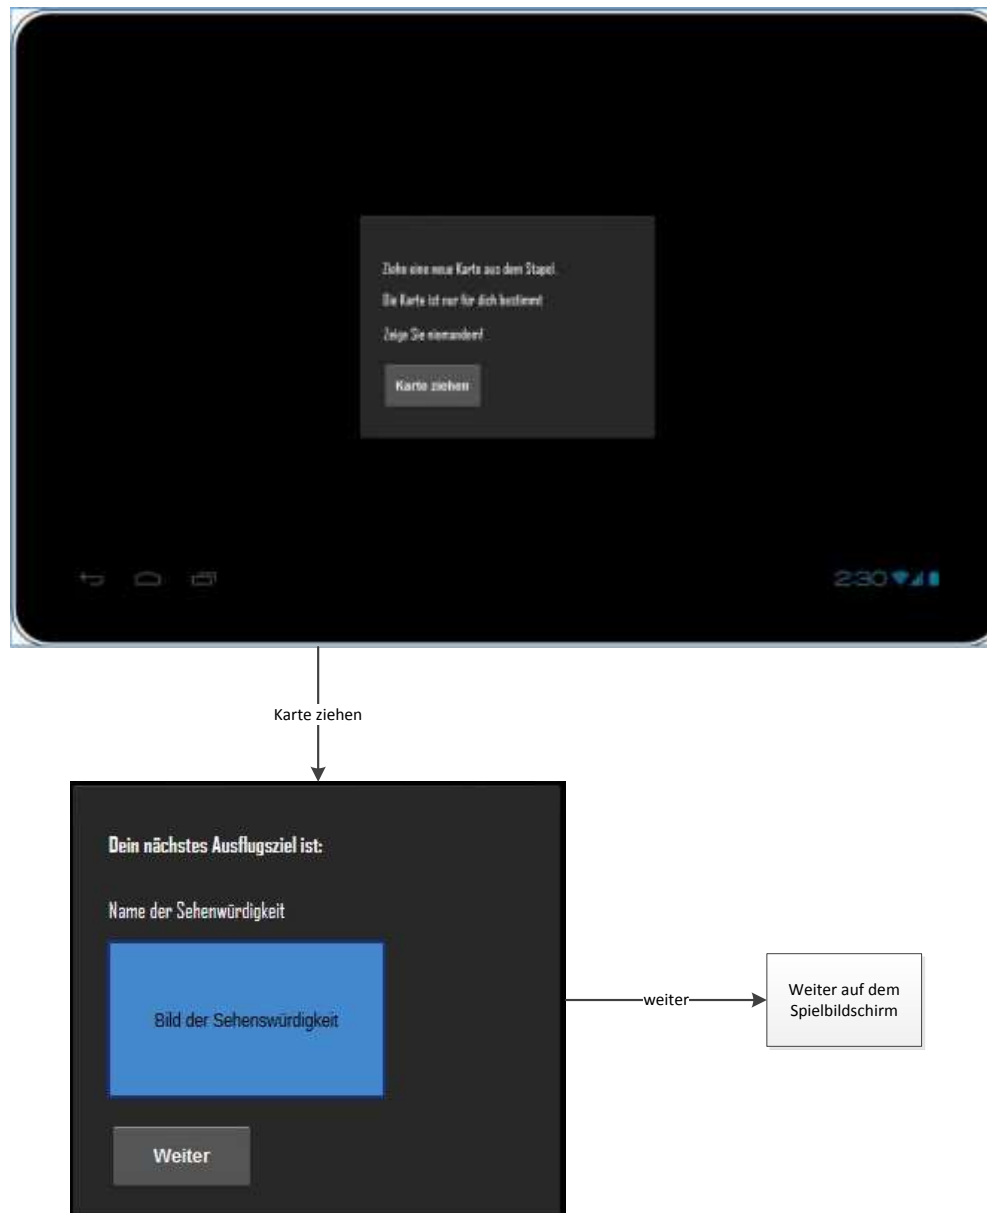 Ziehe eine neue Karte aus dem Stapel.
Die Karte ist nur für dich bestimmt
Zeige Sie niemandem!
Karte ziehen
2:30
Karte ziehen
Dein nächstes Ausflugsziel ist:
Name der Sehenwürdigkeit
Bild der Sehenswürdigkeit
Weiter
weiter
Weiter auf dem
Spielbildschirm